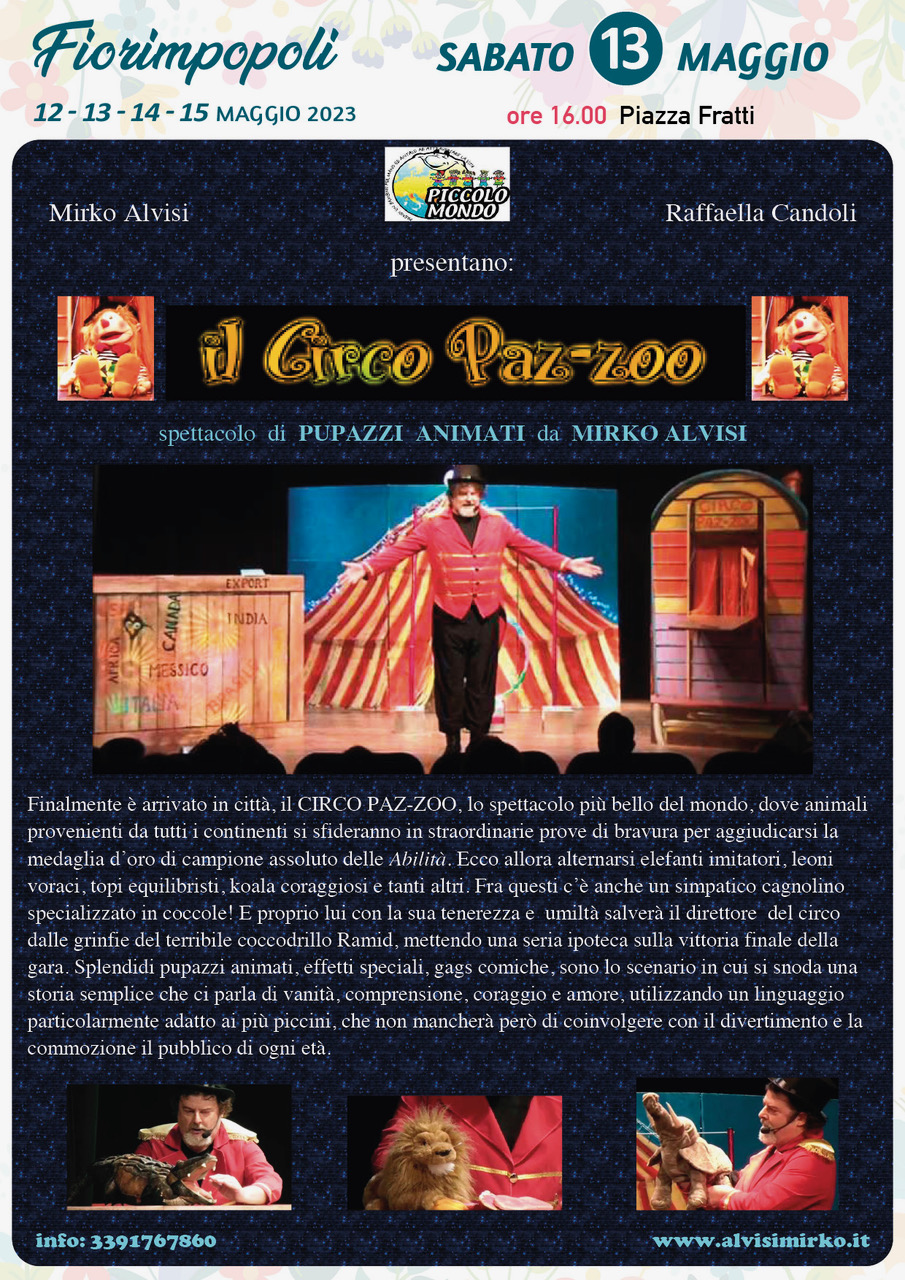 Fiorimpopoli
SABATO 13 MAGGIO
12 - 13 - 14 - 15 MAGGIO 2023
ore 16.00 Piazza Fratti
PICCOLO
MONDO
Mirko Alvisi
Raffaella Candoli
presentano:
il Circo Paz-zoo
spettacolo di PUPAZZI ANIMATI da MIRKO ALVISI
CIRCO
PAZ-ZOO
EXPORT
INDIA
CANADA
AFRICA
MESSICO
ITALIA
BRASILE
Finalmente è arrivato in città, il CIRCO PAZ-ZOO, lo spettacolo più bello del mondo, dove animali
provenienti da tutti i continenti si sfideranno in straordinarie prove di bravura per aggiudicarsi la
medaglia d’oro di campione assoluto delle Abilità. Ecco allora alternarsi elefanti imitatori, leoni
voraci, topi equilibristi, koala coraggiosi e tanti altri. Fra questi c’è anche un simpatico cagnolino
specializzato in coccole! E proprio lui con la sua tenerezza e umiltà salverà il direttore del circo
dalle grinfie del terribile coccodrillo Ramid, mettendo una seria ipoteca sulla vittoria finale della
gara. Splendidi pupazzi animati, effetti speciali, gags comiche, sono lo scenario in cui si snoda una
storia semplice che ci parla di vanità, comprensione, coraggio e amore, utilizzando un linguaggio
particolarmente adatto ai più piccini, che non mancherà però di coinvolgere con il divertimento e la
commozione il pubblico di ogni età.
info: 3391767860
www.alvisimirko.it